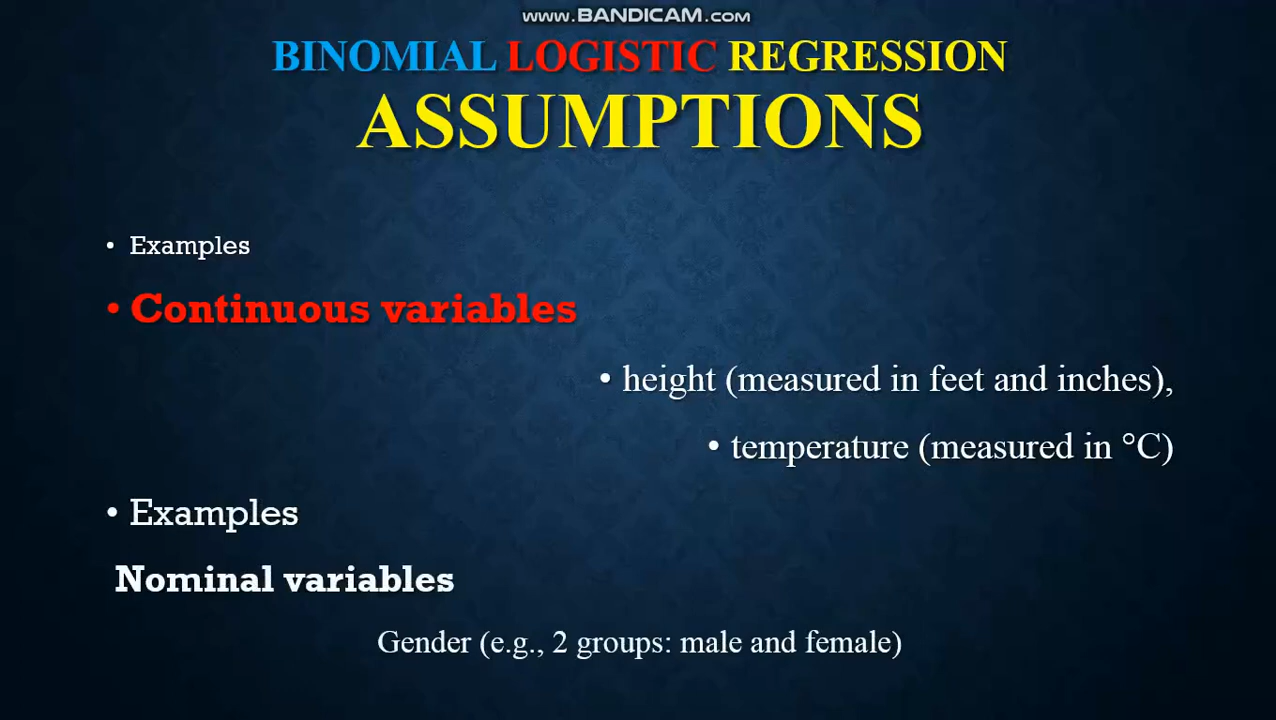 www.BANDICAM.com
BINOMIAL LOGISTIC REGRESSION
ASSUMPTIONS
• Examples
• Continuous variables
• height (measured in feet and inches),
• temperature (measured in °C)
• Examples
Nominal variables
Gender (e.g., 2 groups: male and female)